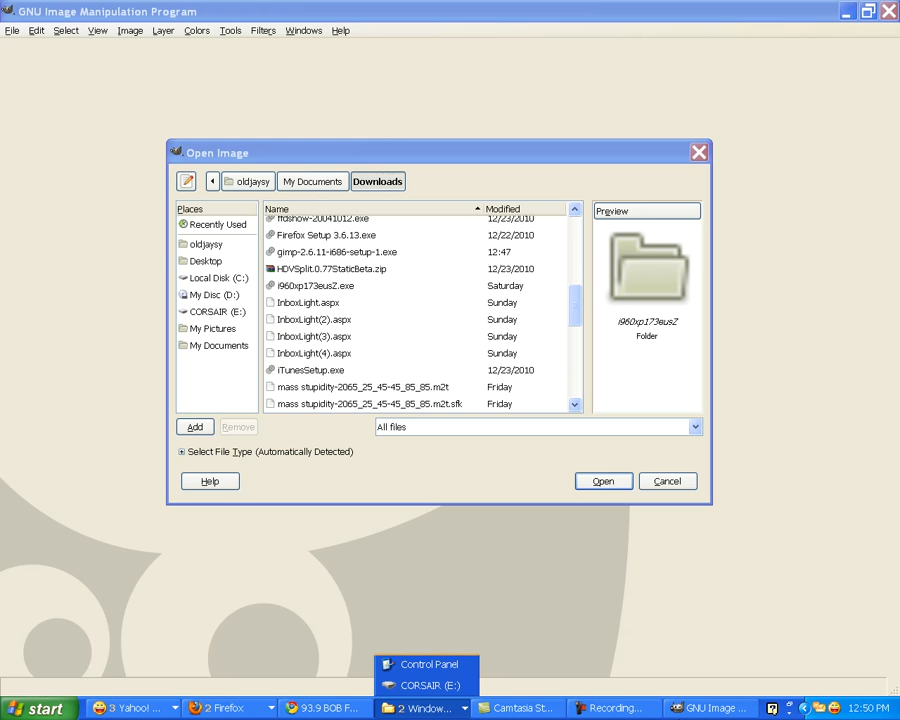 GNU Image Manipulation Program
File Edit Select View Image Layer Colors Tools Filters Windows Help
Open Image
oldjaysy My Documents Downloads
Places Name Modified Preview
Recently Used
oldjaysy
Desktop
Local Disk (C:)
My Disc (D:)
CORSAIR (E:)
My Pictures
My Documents
ffdshow-20041012.exe 12/23/2010
Firefox Setup 3.6.13.exe 12/22/2010
gimp-2.6.11-i686-setup-1.exe 12:47
HDVSplit.0.77StaticBeta.zip 12/23/2010
i960xp173eusZ.exe Saturday
InboxLight.aspx Sunday
InboxLight(2).aspx Sunday
InboxLight(3).aspx Sunday
InboxLight(4).aspx Sunday
iTunesSetup.exe 12/23/2010
mass stupidity-2065_25_45-45_85_85.m2t Friday
mass stupidity-2065_25_45-45_85_85.m2t.sfk Friday
i960xp173eusZ
Folder
Add Remove All files
Select File Type (Automatically Detected)
Help Open Cancel
Control Panel
CORSAIR (E:)
start 3 Yahoo! ... 2 Firefox 93.9 BOB F... 2 Window... Camtasia St... Recording... GNU Image ... 12:50 PM